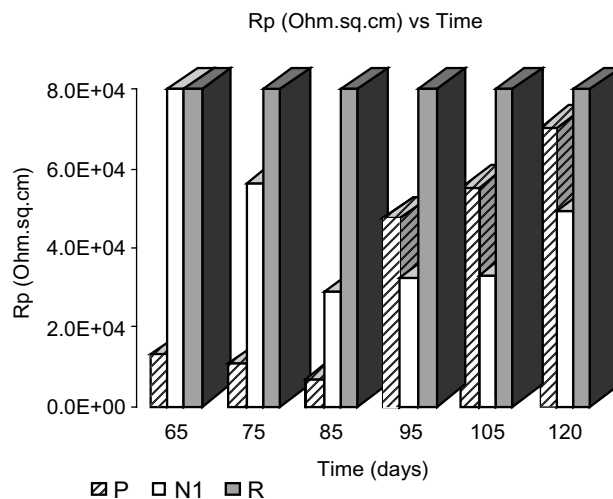 Rp (Ohm.sq.cm) vs Time
Rp (Ohm.sq.cm)
8.0E+04
6.0E+04
4.0E+04
2.0E+04
0.0E+00
65 75 85 95 105 120
Time (days)
P N1 R